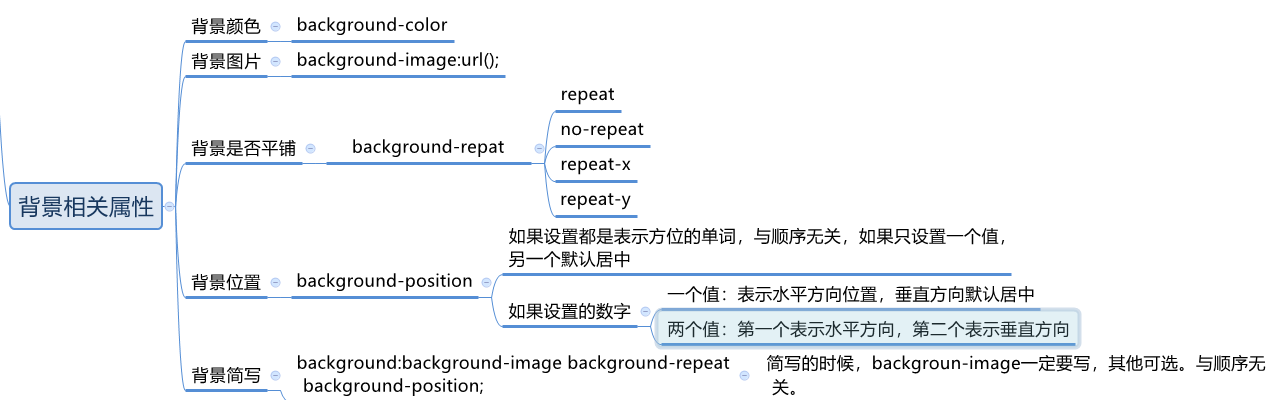 背景相关属性
背景颜色
background-color
背景图片
background-image:url();
背景是否平铺
background-repat
repeat
no-repeat
repeat-x
repeat-y
背景位置
background-position
如果设置都是表示方位的单词，与顺序无关，如果只设置一个值，
另一个默认居中
如果设置的数字
一个值：表示水平方向位置，垂直方向默认居中
两个值：第一个表示水平方向，第二个表示垂直方向
背景简写
background:background-image background-repeat
background-position;
简写的时候，backgroun-image一定要写，其他可选。与顺序无
关。